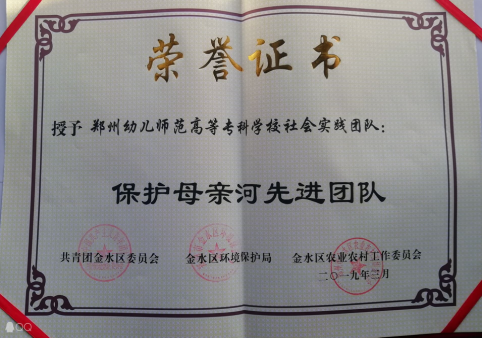 荣誉证书
授予 郑州幼儿师范高等专科学校社会实践团队：
保护母亲河先进团队
共青团金水区委员会 金水区环境保护局 金水区农业农村工作委员会
二〇一九年三月
QQ